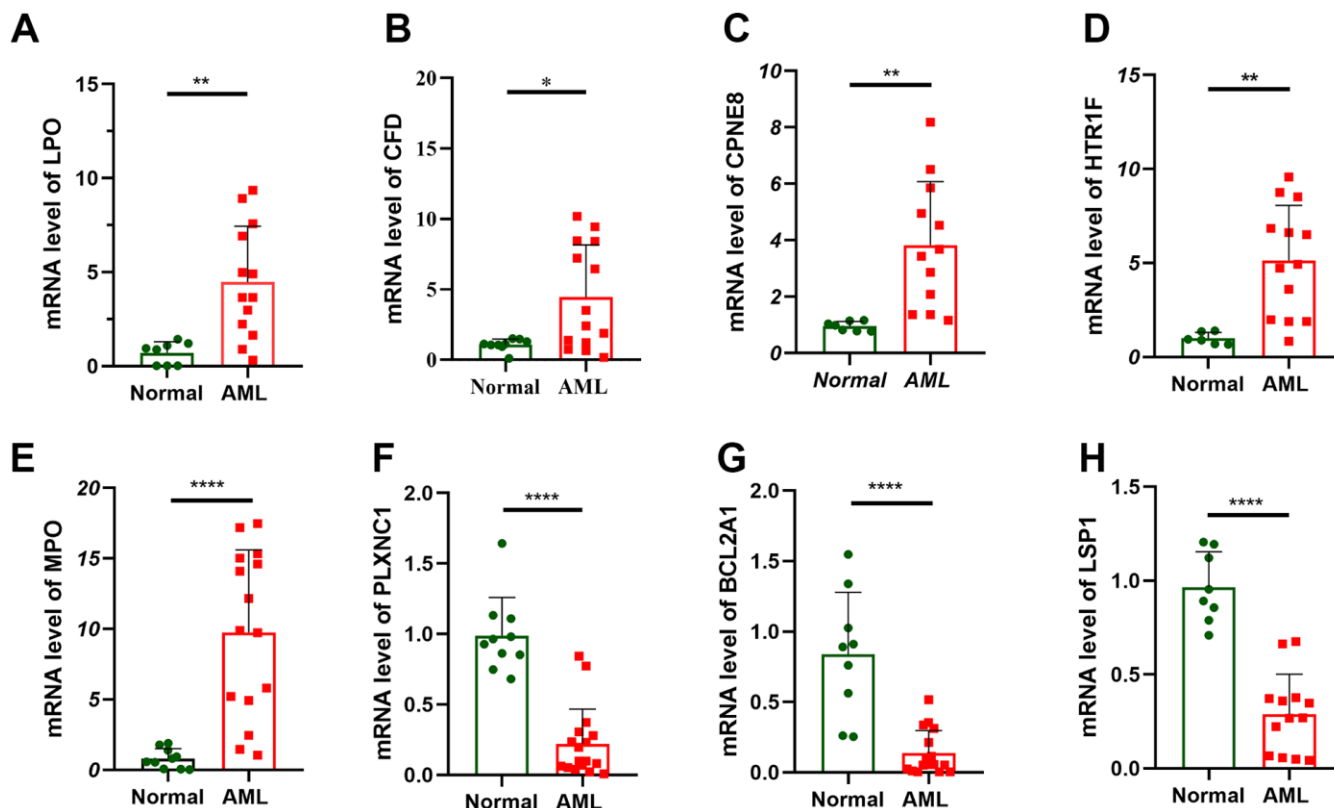 A
mRNA level of LPO
15
10
5
0
**
Normal AML
B
mRNA level of CFD
20
15
10
5
0
*
Normal AML
C
mRNA level of CPNE8
10
8
6
4
2
0
**
Normal AML
D
mRNA level of HTR1F
15
10
5
0
**
Normal AML
E
mRNA level of MPO
20
15
10
5
0
****
Normal AML
F
mRNA level of PLXNC1
2.0
1.5
1.0
0.5
0.0
****
Normal AML
G
mRNA level of BCL2A1
2.0
1.5
1.0
0.5
0.0
****
Normal AML
H
mRNA level of LSP1
1.5
1.0
0.5
0.0
****
Normal AML